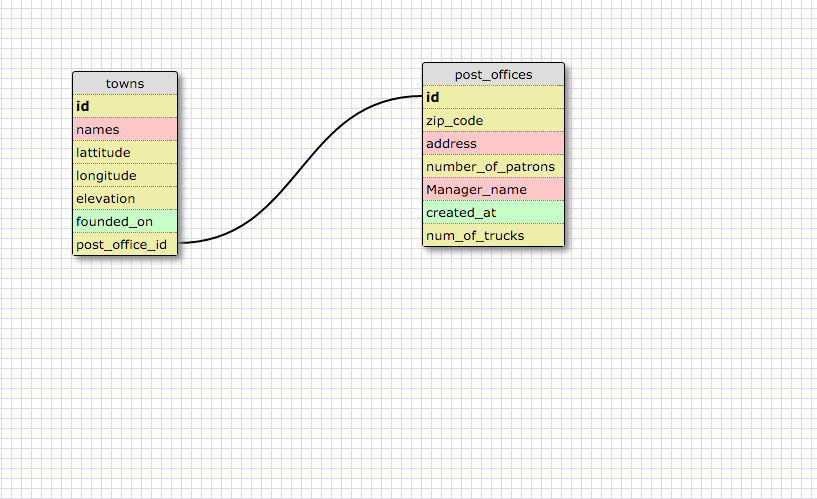 towns
id
names
lattitude
longitude
elevation
founded_on
post_office_id
post_offices
id
zip_code
address
number_of_patrons
Manager_name
created_at
num_of_trucks